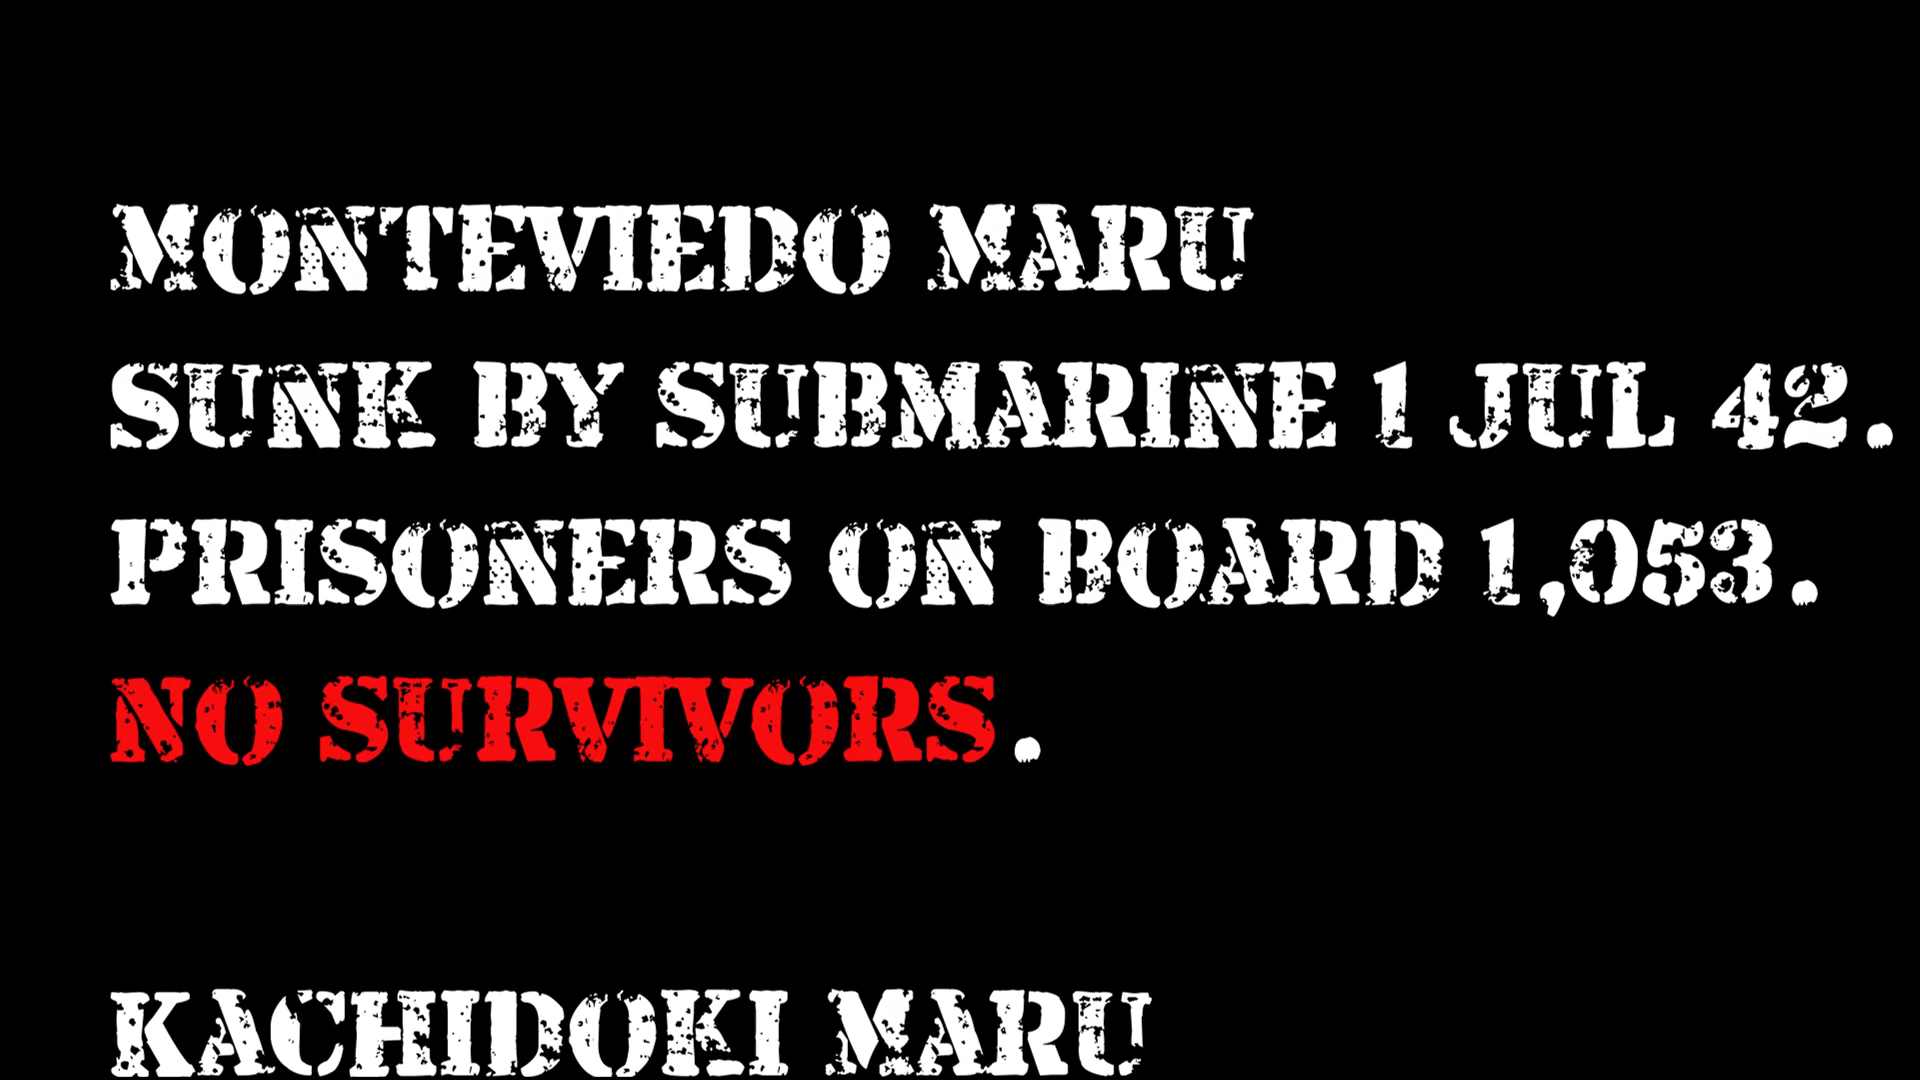 MONTEVIEDO MARU
SUNK BY SUBMARINE 1 JUL 42.
PRISONERS ON BOARD 1,053.
NO SURVIVORS.
KACHIDOKI MARU